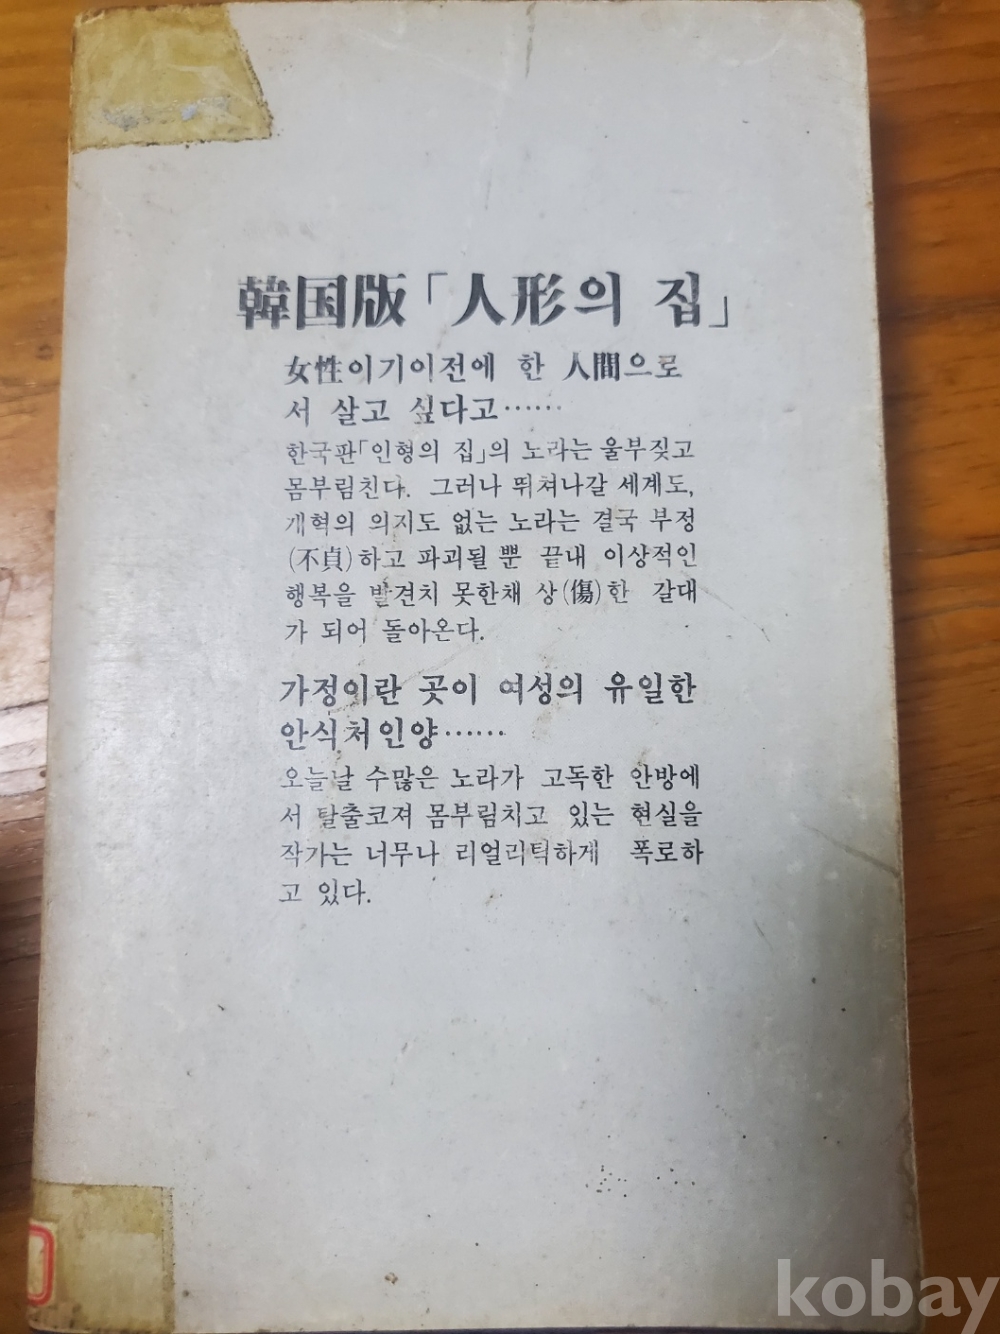 韓国版「人形의 집」
女性이기이전에 한 人間으로
서 살고 싶다고……
한국판「인형의 집」의 노라는 울부짖고
몸부림친다. 그러나 뛰쳐나갈 세계도,
개혁의 의지도 없는 노라는 결국 부정
(不貞)하고 파괴될 뿐 끝내 이상적인
행복을 발견치 못한채 상(傷)한 갈대
가 되어 돌아온다.
가정이란 곳이 여성의 유일한
안식처인양……
오늘날 수많은 노라가 고독한 안방에
서 탈출코져 몸부림치고 있는 현실을
작가는 너무나 리얼리틱하게 폭로하
고 있다.
kobay